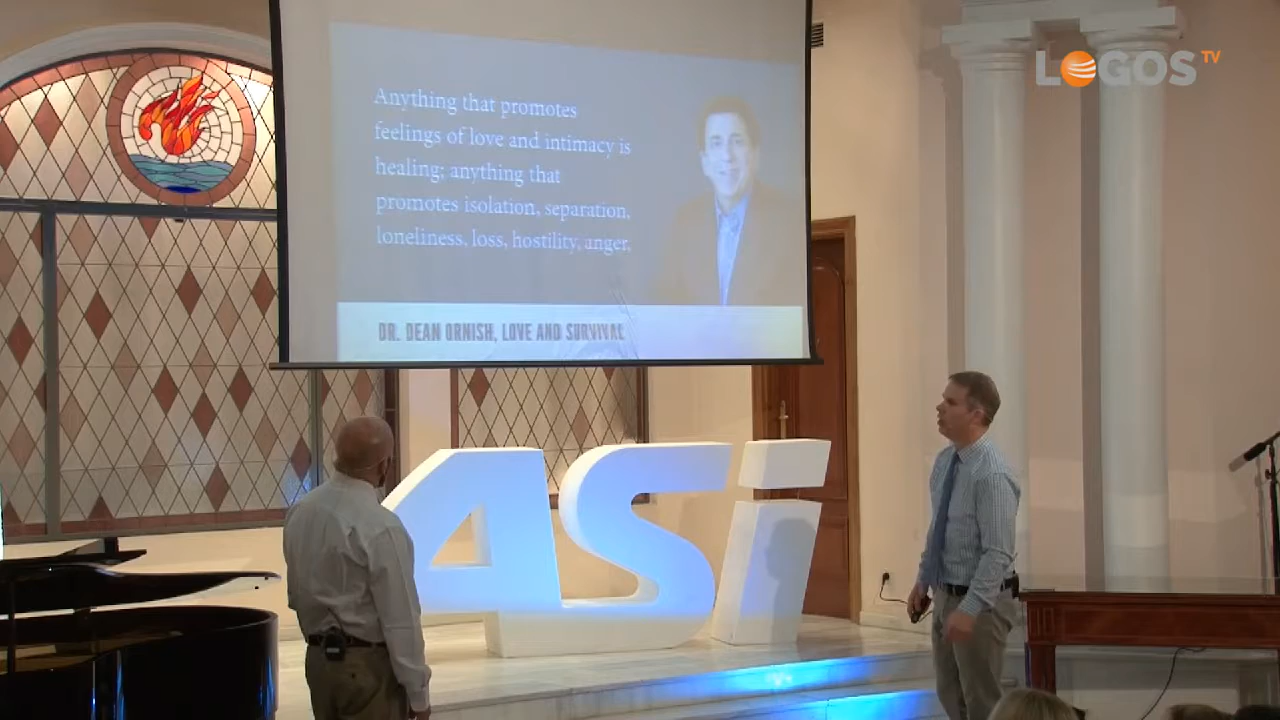 LOGOS TV
Anything that promotes
feelings of love and intimacy is
healing; anything that
promotes isolation, separation,
loneliness, loss, hostility, anger,
DR. DEAN ORNISH, LOVE AND SURVIVAL
ASi